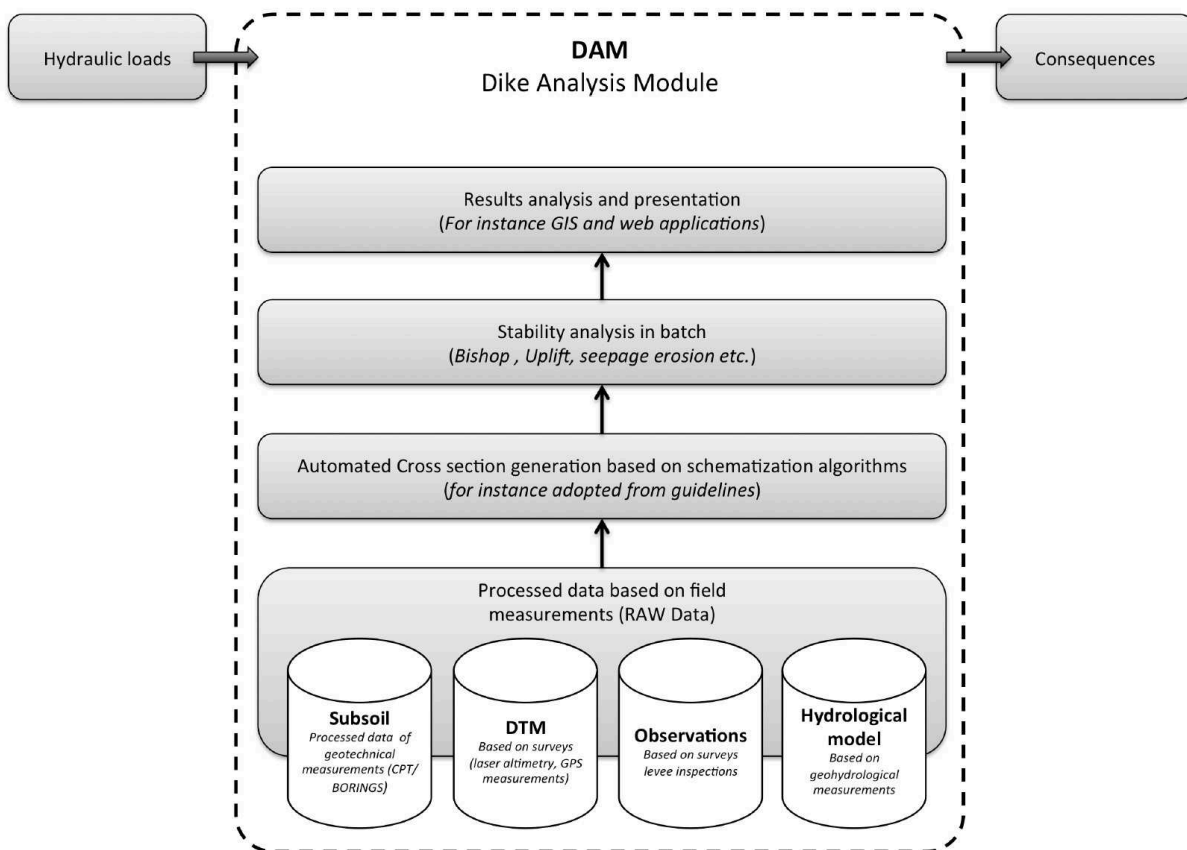 Hydraulic loads
DAM
Dike Analysis Module
Consequences
Results analysis and presentation
(For instance GIS and web applications)
Stability analysis in batch
(Bishop , Uplift, seepage erosion etc.)
Automated Cross section generation based on schematization algorithms
(for instance adopted from guidelines)
Processed data based on field
measurements (RAW Data)
Subsoil
Processed data of
geotechnical
measurements (CPT/
BORINGS)
DTM
Based on surveys
(laser altimetry, GPS
measurements)
Observations
Based on surveys
levee inspections
Hydrological
model
Based on
geohydrological
measurements